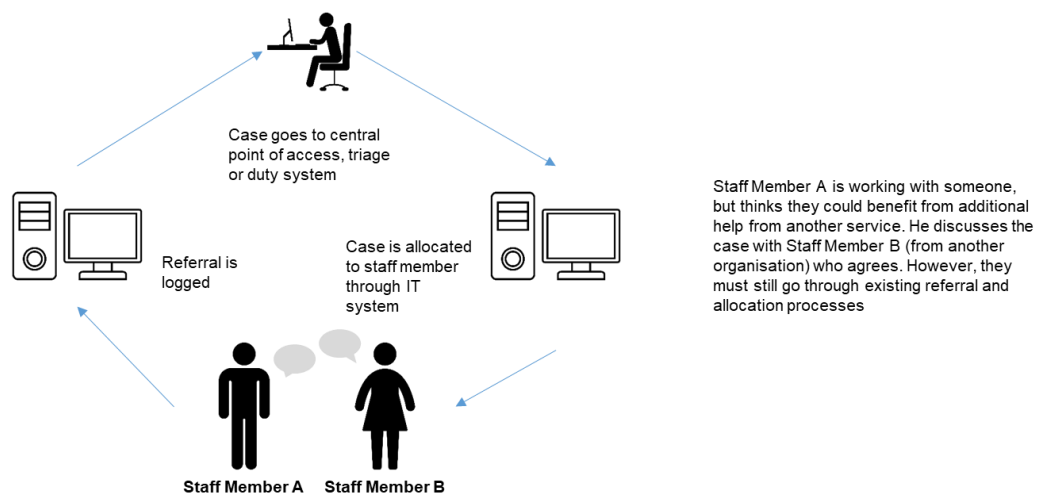 Case goes to central
point of access, triage
or duty system
Referral is
logged
Case is allocated
to staff member
through IT
system
Staff Member A
Staff Member B
Staff Member A is working with someone,
but thinks they could benefit from additional
help from another service. He discusses the
case with Staff Member B (from another
organisation) who agrees. However, they
must still go through existing referral and
allocation processes